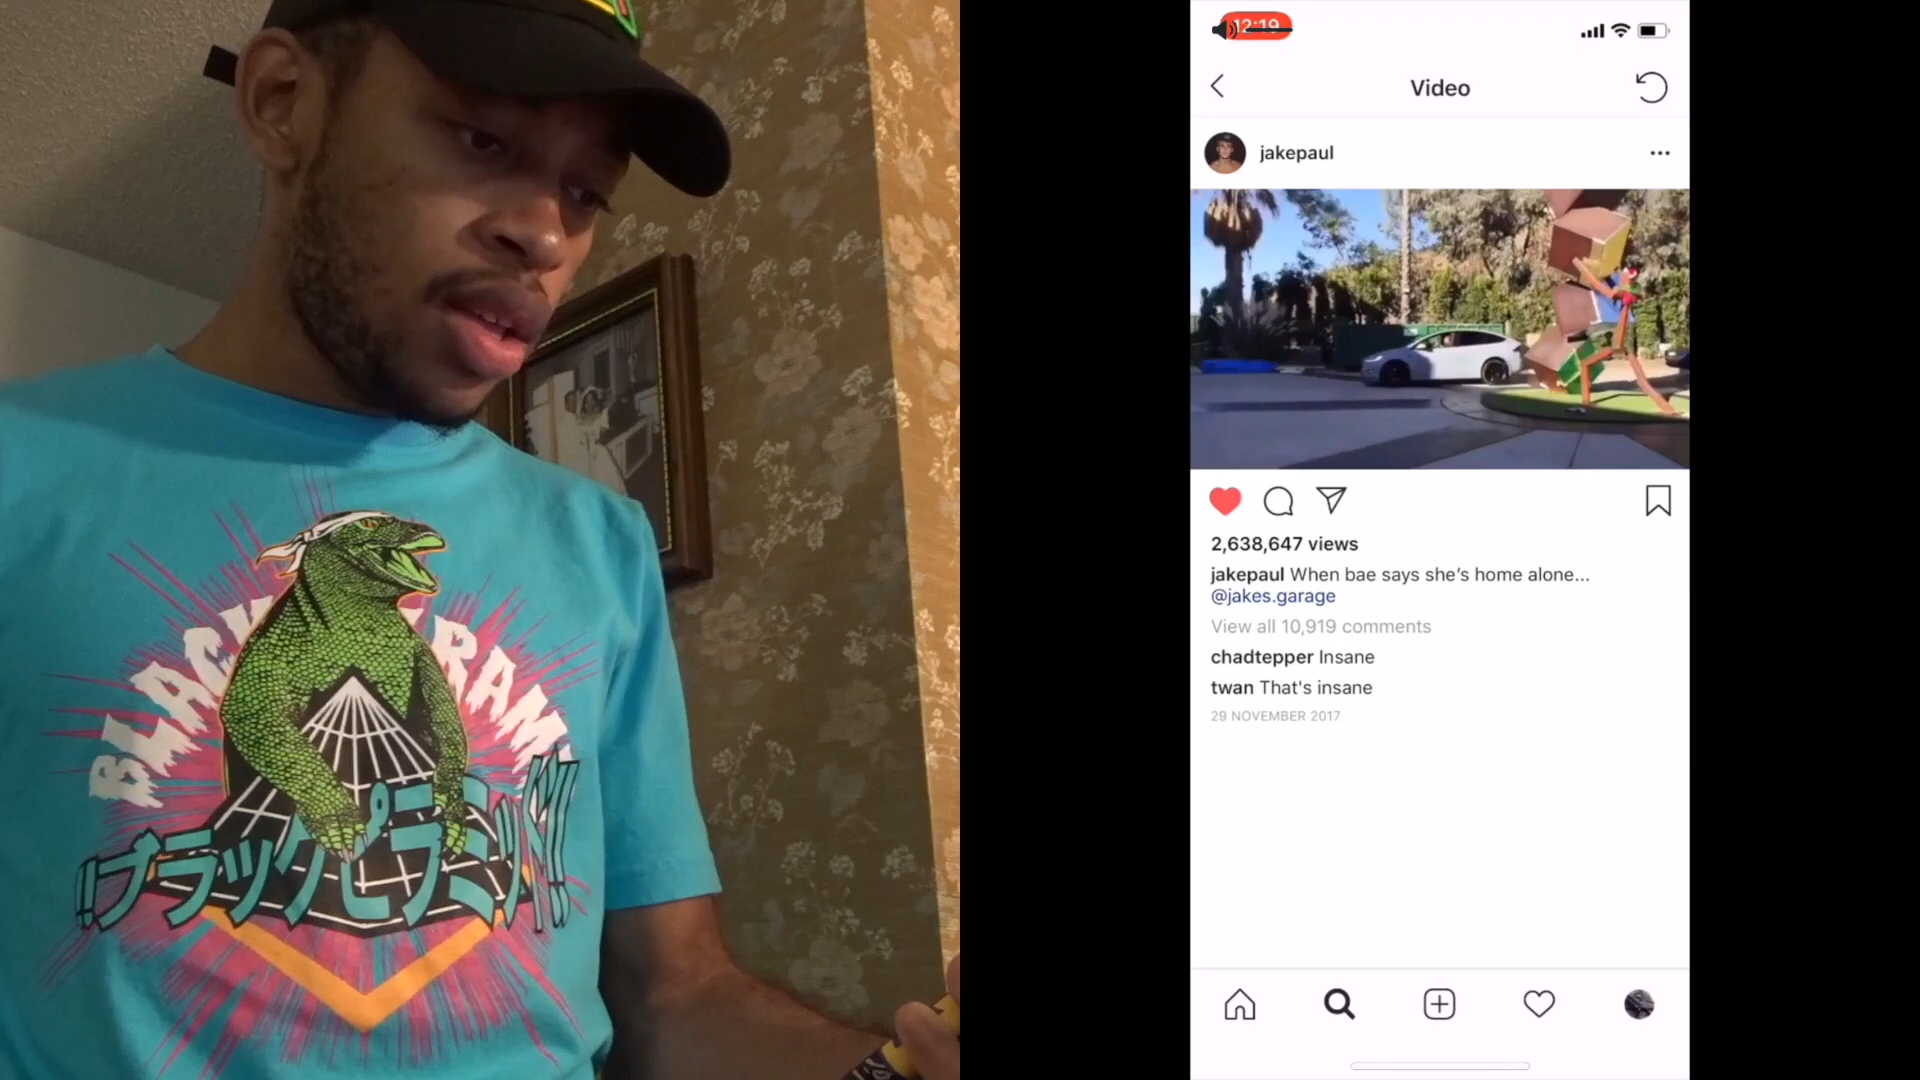 BLACK PYRAMID
!!ブラックピラミッド!!
12:19
Video
jakepaul
2,638,647 views
jakepaul When bae says she's home alone...
@jakes.garage
View all 10,919 comments
chadtepper Insane
twan That's insane
29 NOVEMBER 2017